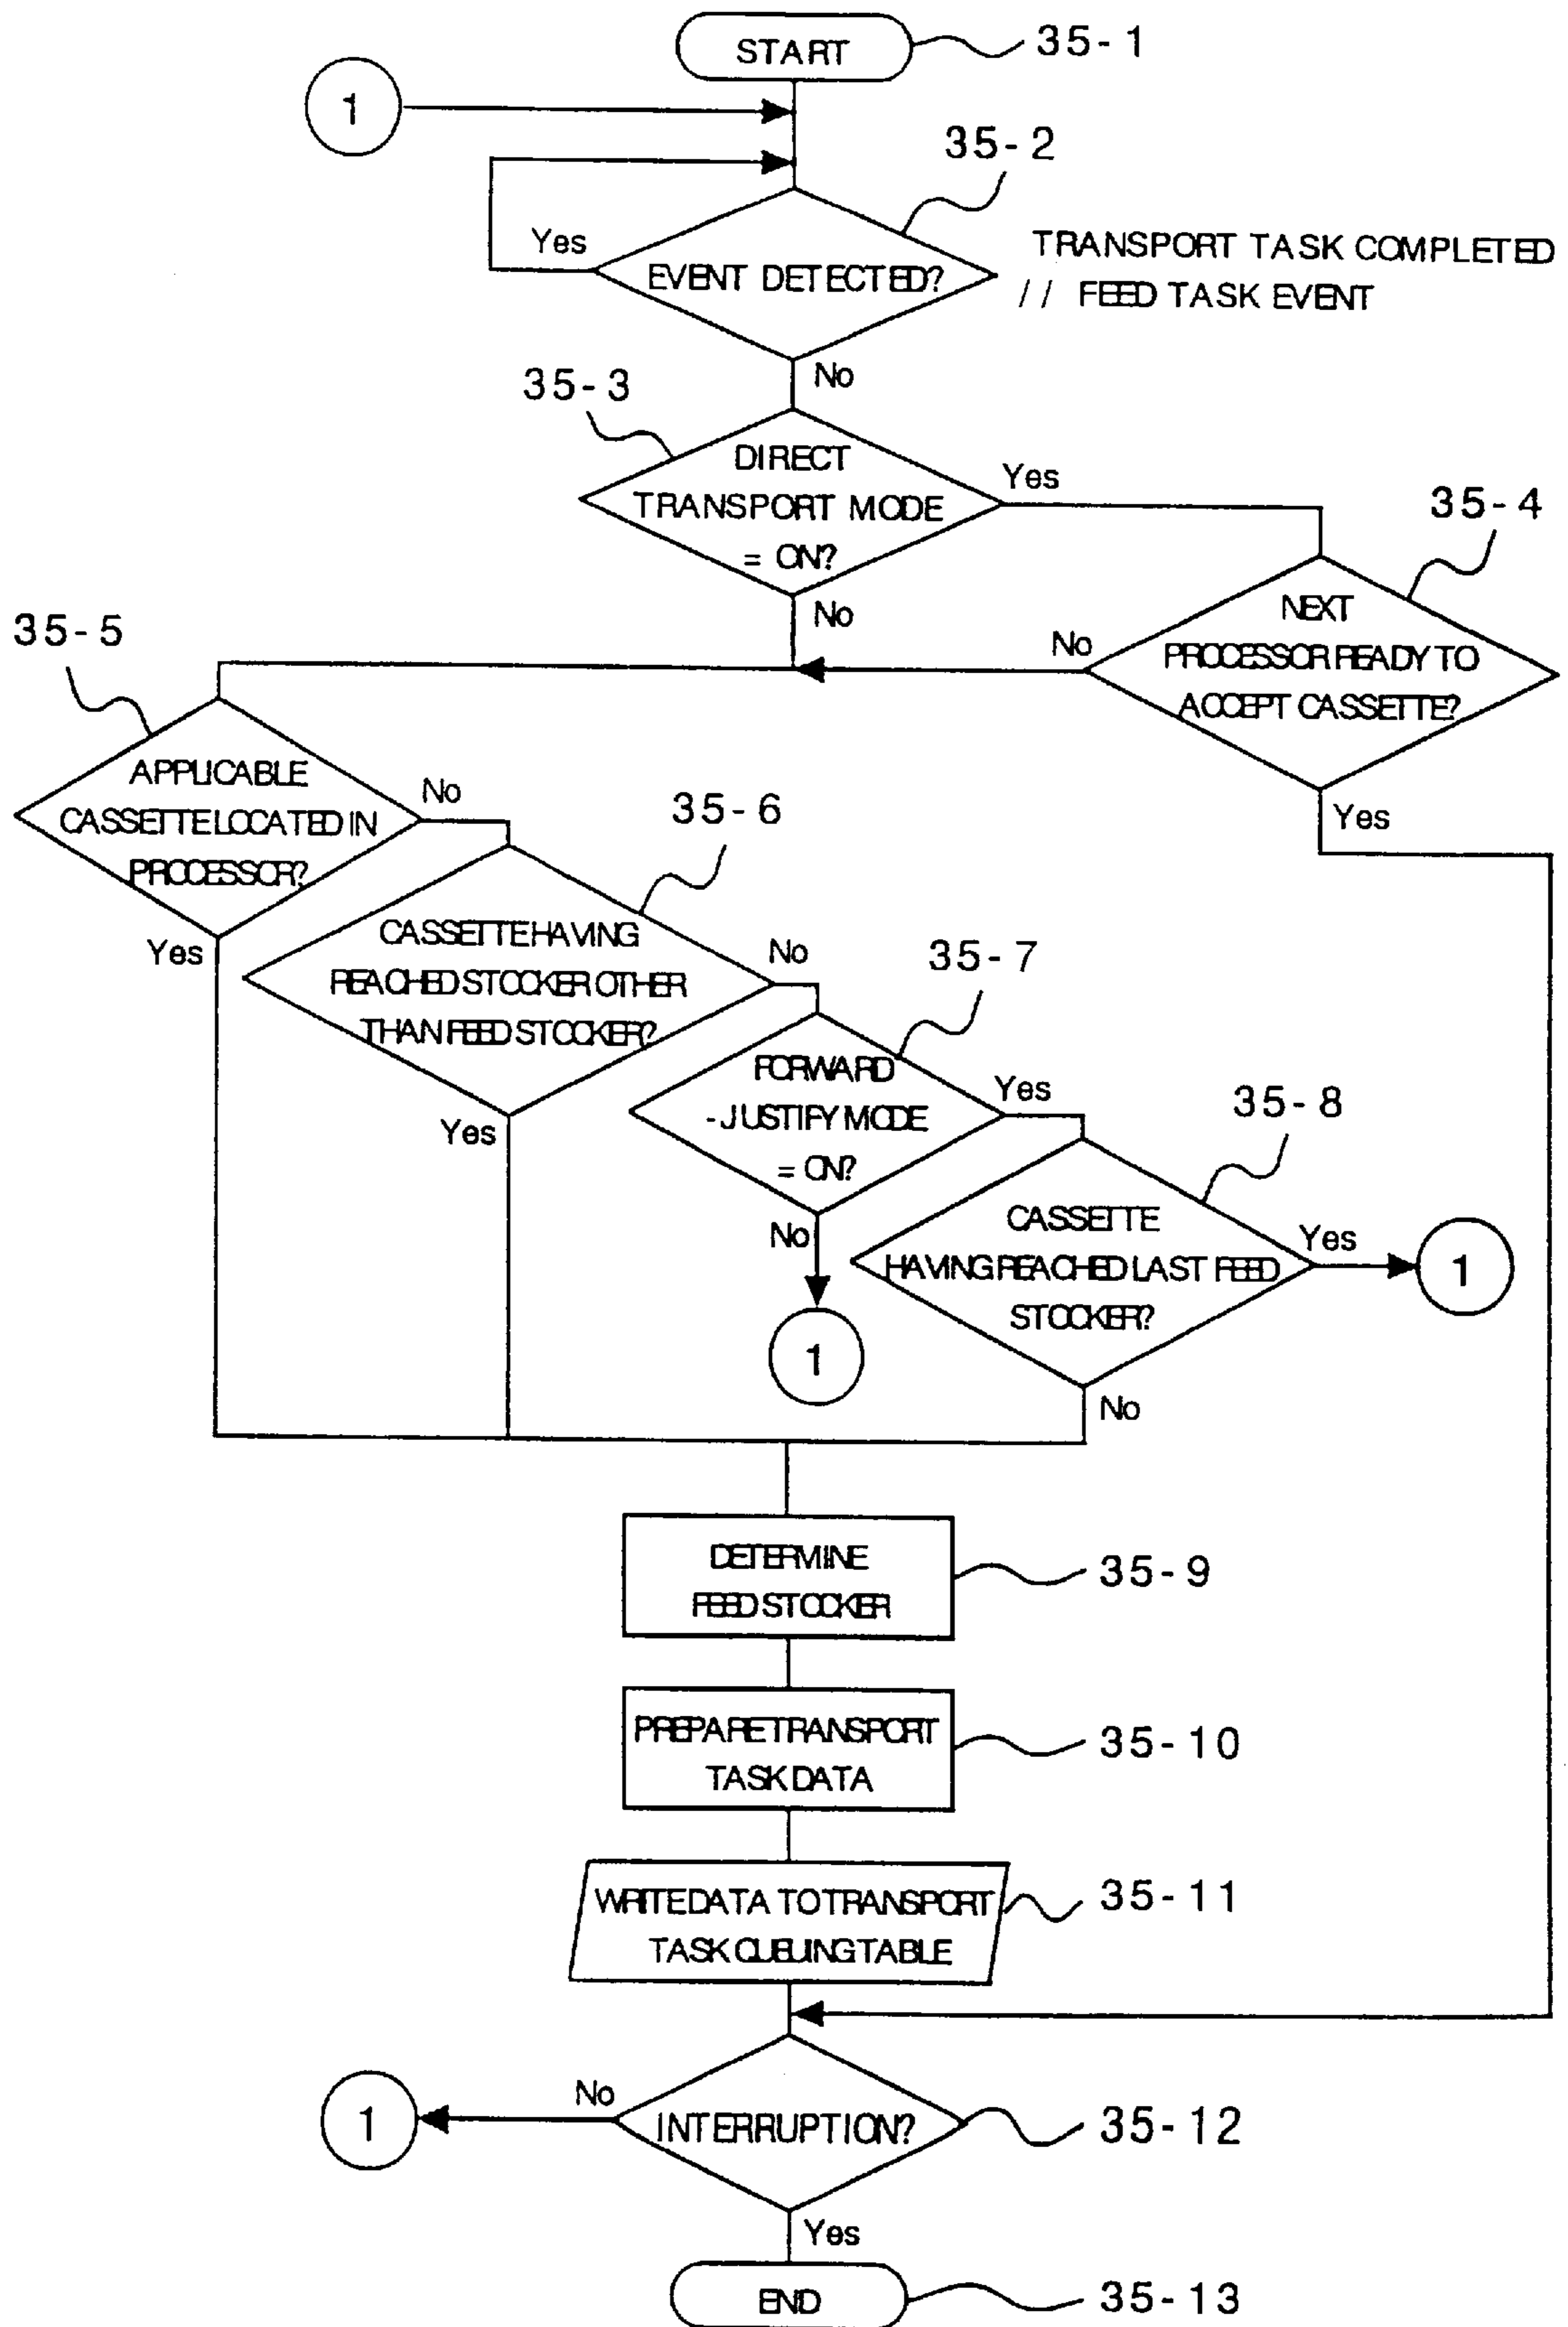 START
35-1
1
35-2
Yes
EVENT DETECTED?
TRANSPORT TASK COMPLETED
// FEED TASK EVENT
No
35-3
DIRECT
TRANSPORT MODE
= ON?
Yes
35-4
No
NEXT
PROCESSOR READY TO
ACCEPT CASSETTE?
No
Yes
35-5
APPLICABLE
CASSETTE LOCATED IN
PROCESSOR?
No
Yes
35-6
CASSETTE HAVING
REACHED STOCKER OTHER
THAN FEED STOCKER?
No
Yes
35-7
FORWARD
-JUSTIFY MODE
= ON?
Yes
No
1
35-8
CASSETTE
HAVING REACHED LAST FEED
STOCKER?
Yes
1
No
DETERMINE
FEED STOCKER
35-9
PREPARE TRANSPORT
TASK DATA
35-10
WRITE DATA TO TRANSPORT
TASK QUEUING TABLE
35-11
1
No
INTERRUPTION?
35-12
Yes
END
35-13